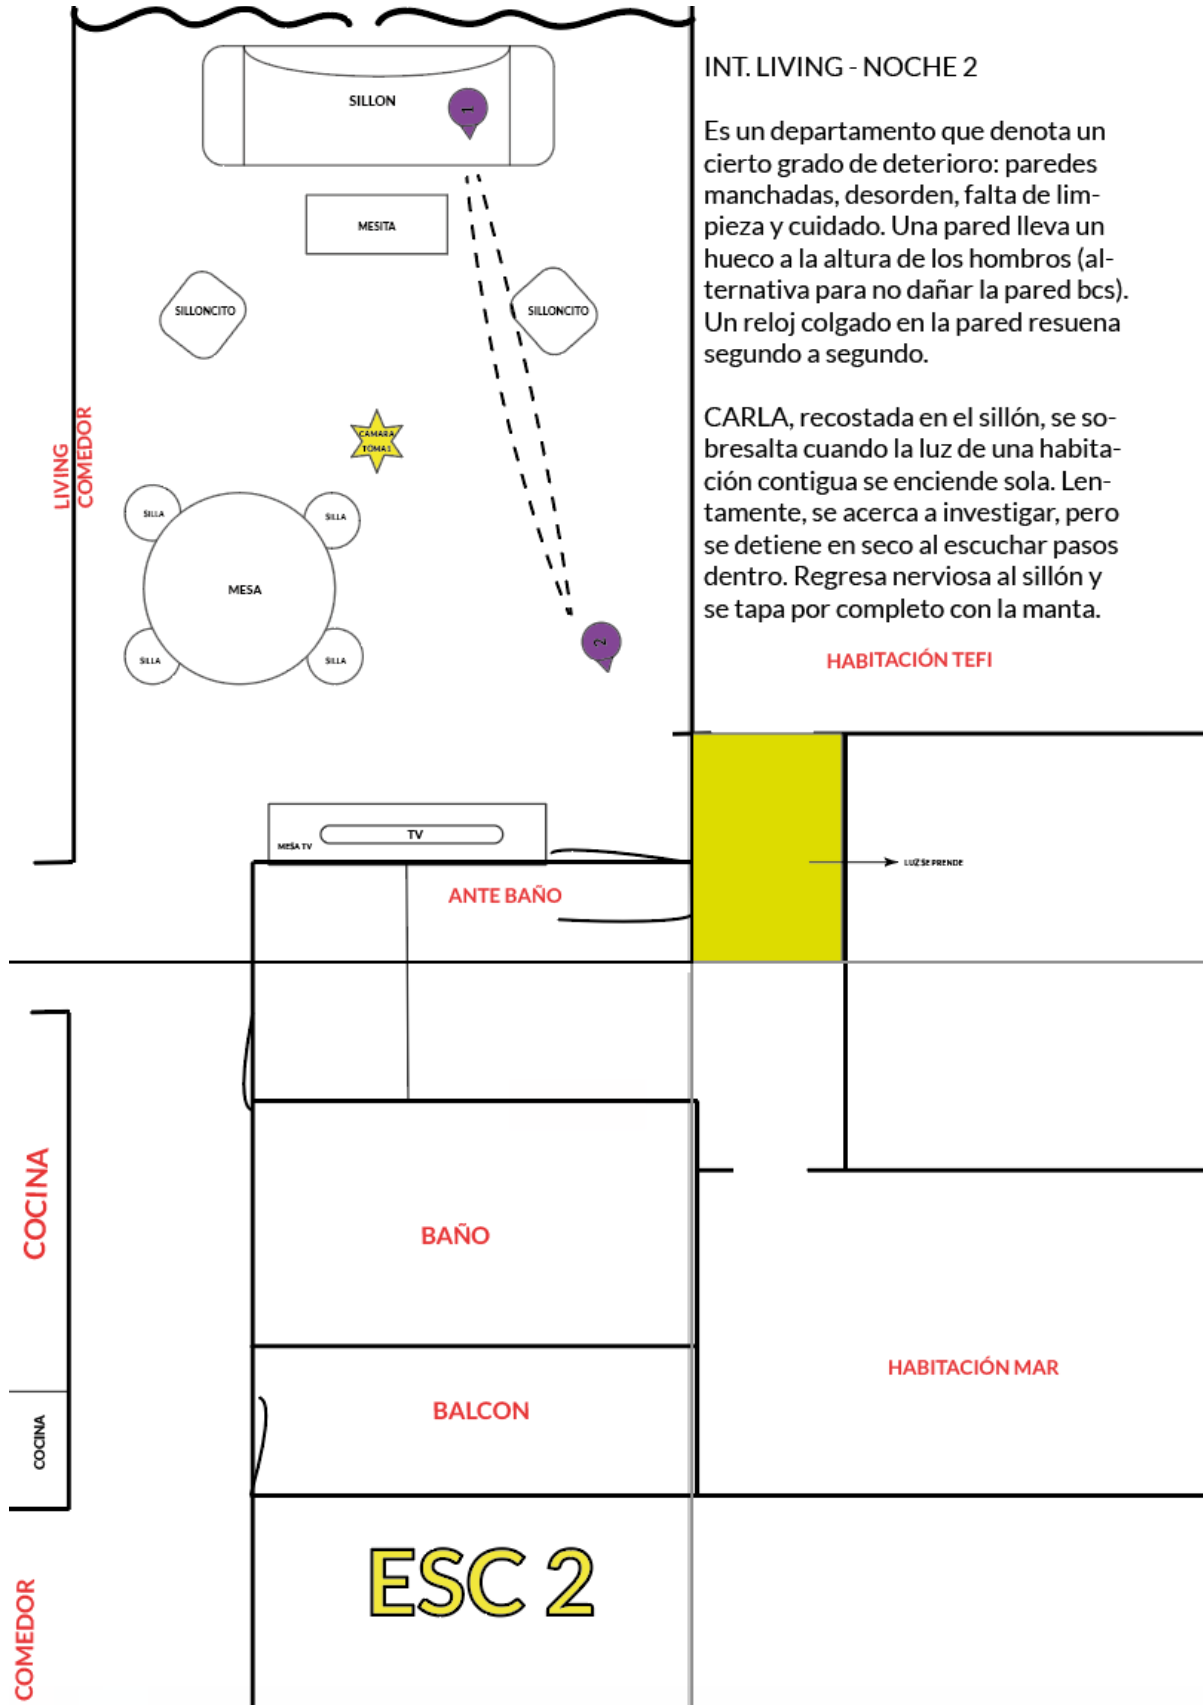 INT. LIVING - NOCHE 2
Es un departamento que denota un
cierto grado de deterioro: paredes
manchadas, desorden, falta de lim-
pieza y cuidado. Una pared lleva un
hueco a la altura de los hombros (al-
ternativa para no dañar la pared bcs).
Un reloj colgado en la pared resuena
segundo a segundo.
CARLA, recostada en el sillón, se so-
bresalta cuando la luz de una habita-
ción contigua se enciende sola. Len-
tamente, se acerca a investigar, pero
se detiene en seco al escuchar pasos
dentro. Regresa nerviosa al sillón y
se tapa por completo con la manta.
SILLON
1
MESITA
SILLONCITO
SILLONCITO
LIVING
COMEDOR
CAMARA
TOMA 1
SILLA
SILLA
MESA
SILLA
SILLA
2
HABITACIÓN TEFI
TV
MESA TV
LUZ SE PRENDE
ANTE BAÑO
COCINA
BAÑO
HABITACIÓN MAR
BALCON
COCINA
ESC 2
COMEDOR